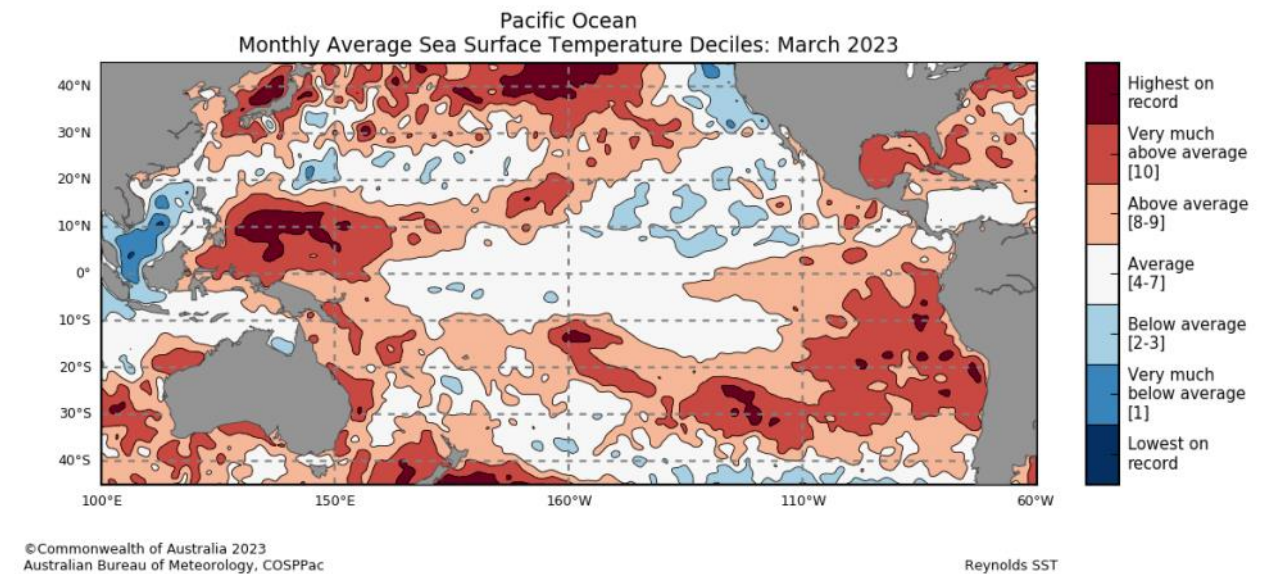 Pacific Ocean
Monthly Average Sea Surface Temperature Deciles: March 2023
40°N
30°N
20°N
10°N
0°
10°S
20°S
30°S
40°S
100°E
150°E
160°W
110°W
60°W
Highest on
record
Very much
above average
[10]
Above average
[8-9]
Average
[4-7]
Below average
[2-3]
Very much
below average
[1]
Lowest on
record
©Commonwealth of Australia 2023
Australian Bureau of Meteorology, COSPPac
Reynolds SST